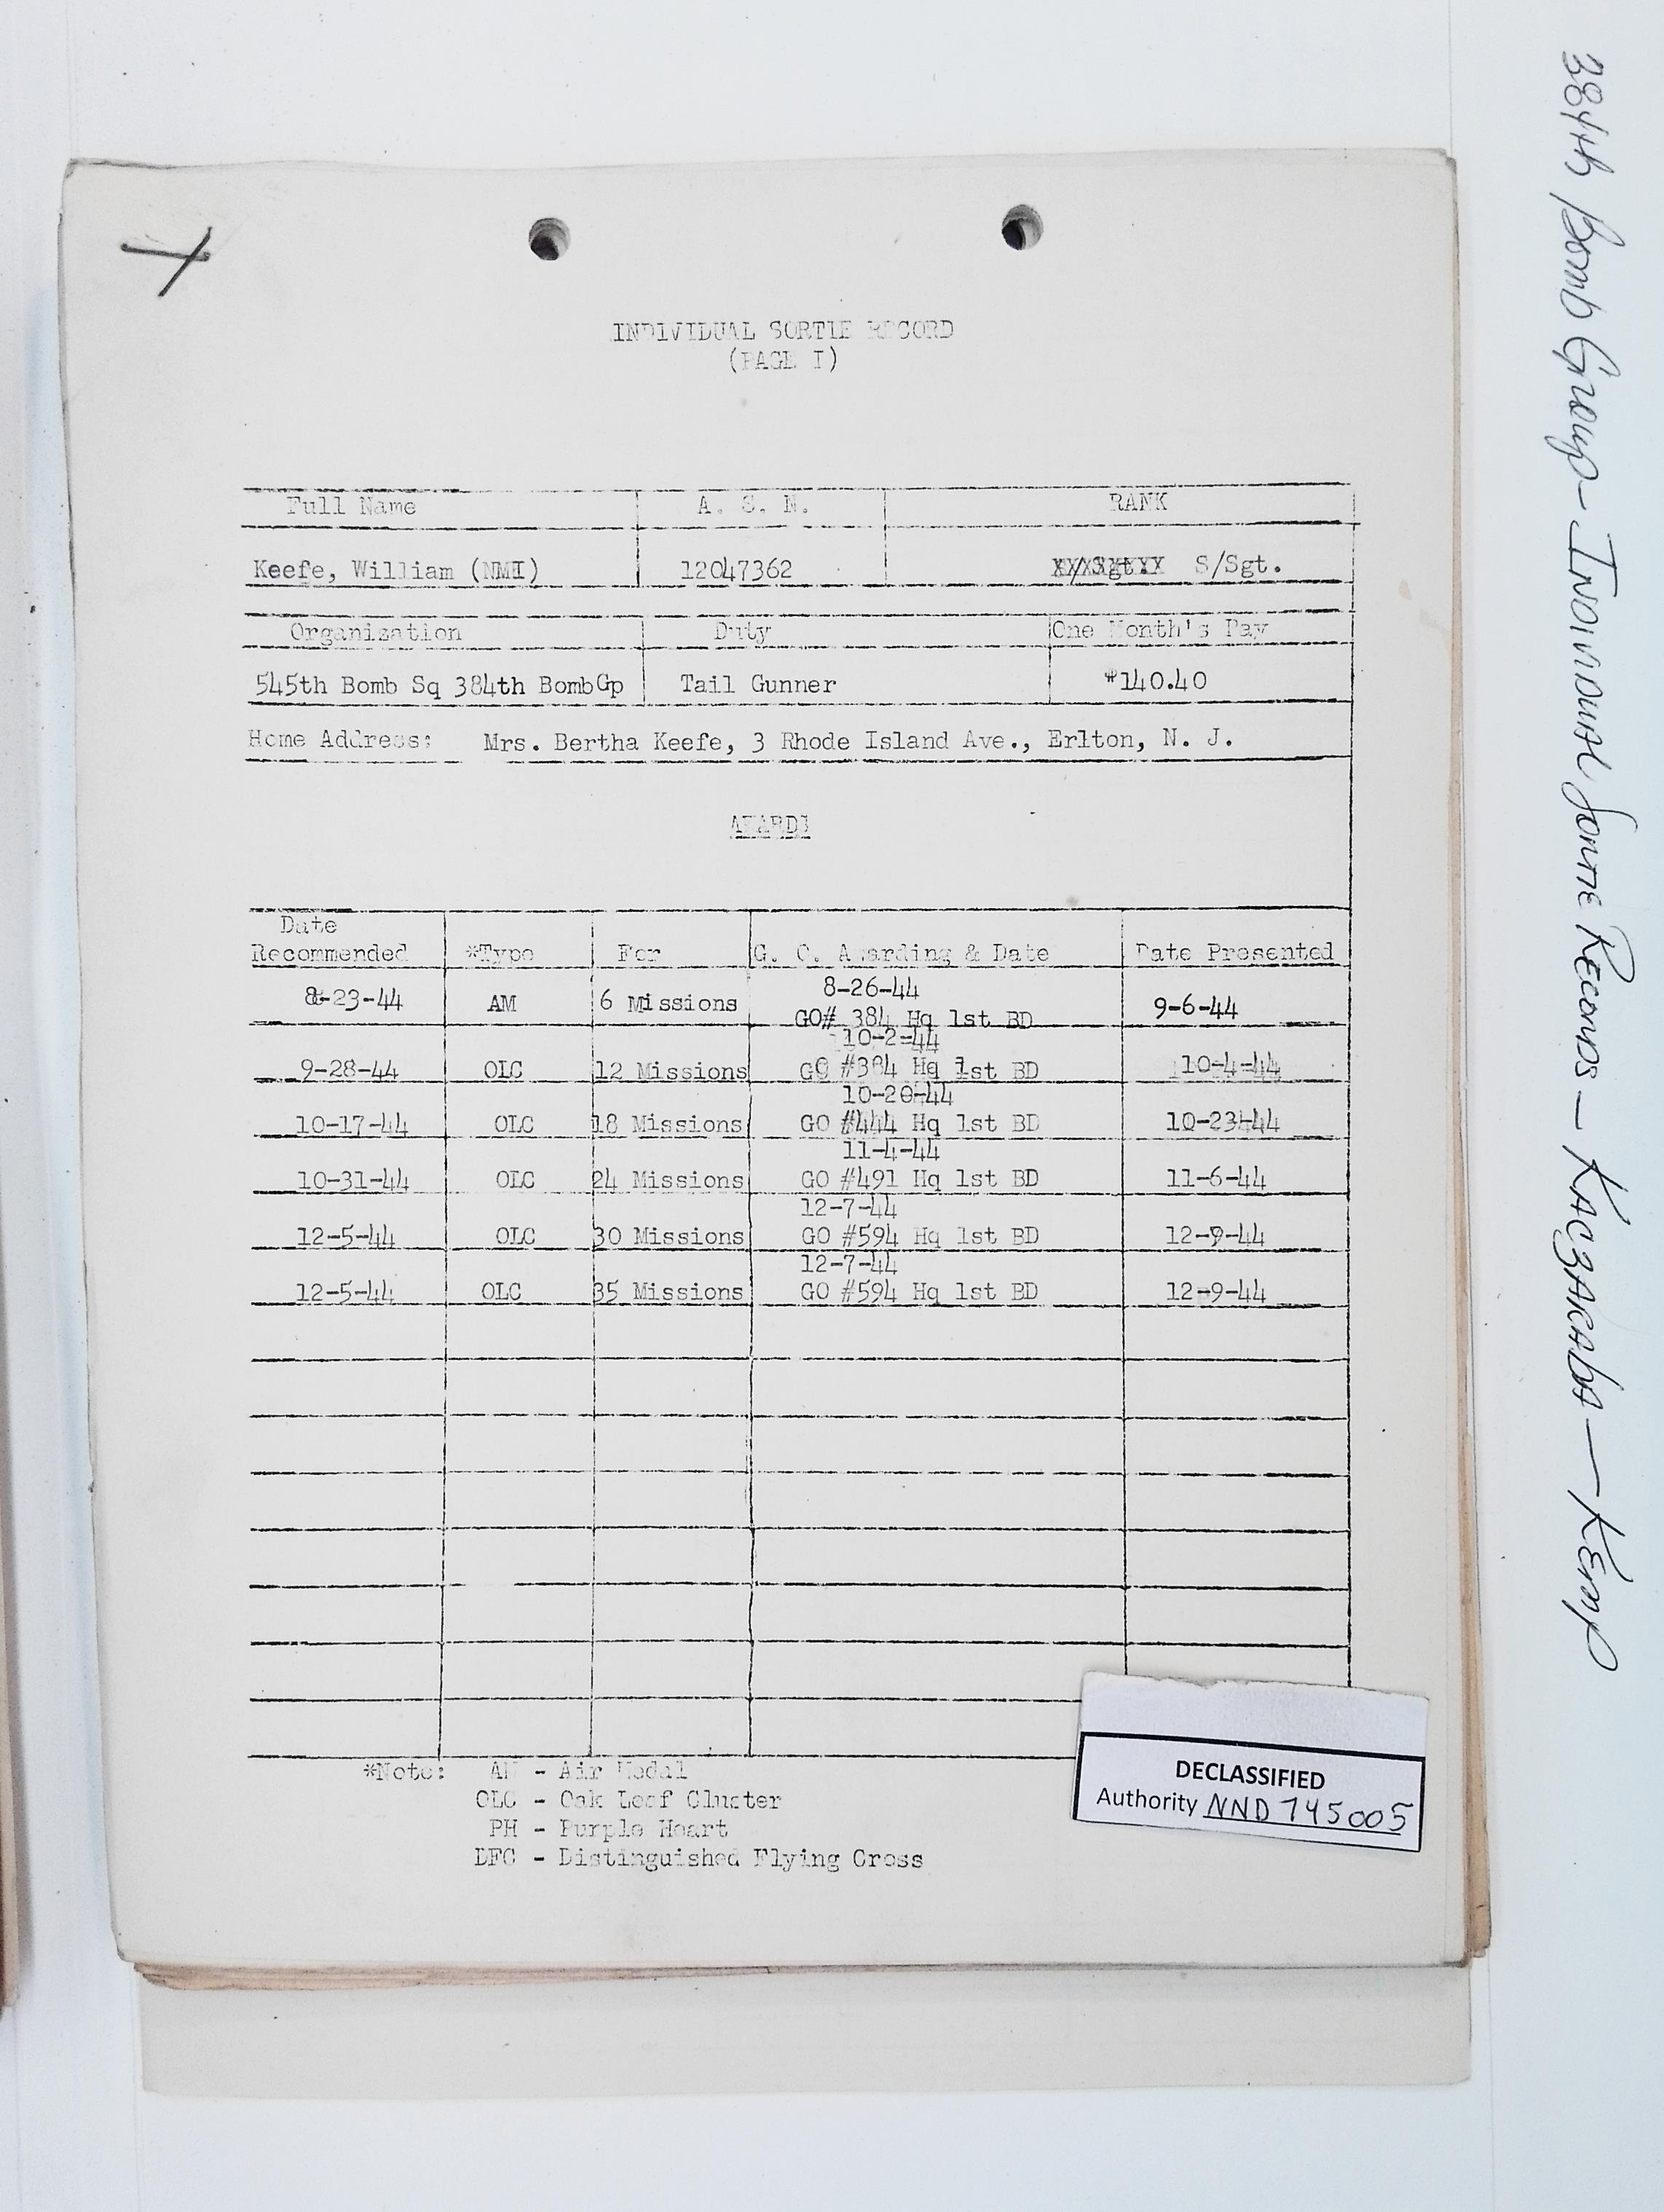 INDIVIDUAL SORTIE RECORD
(PAGE I)
Full Name A. S. N. RANK
Keefe, William (NMI) 12047362 S/Sgt.
Organization Duty One Month's Pay
545th Bomb Sq 384th BombGp Tail Gunner 140.40
Home Address: Mrs. Bertha Keefe, 3 Rhode Island Ave., Erlton, N. J.
AWARDS
Date
Recommended *Type For G. O. Awarding & Date Date Presented
8-26-44
8-23-44 AM 6 Missions GO# 384 Hq 1st BD 9-6-44
10-2-44
9-28-44 OLC 12 Missions GO #384 Hq 1st BD 10-4-44
10-20-44
10-17-44 OLC 18 Missions GO #444 Hq 1st BD 10-23-44
11-4-44
10-31-44 OLC 24 Missions GO #491 Hq 1st BD 11-6-44
12-7-44
12-5-44 OLC 30 Missions GO #594 Hq 1st BD 12-9-44
12-7-44
12-5-44 OLC 35 Missions GO #594 Hq 1st BD 12-9-44
*Note: AM - Air Medal
OLC - Oak Leaf Cluster
PH - Purple Heart
DFC - Distinguished Flying Cross
DECLASSIFIED
Authority NND 745005
384th Bomb Group - Individual Sortie Records - Kaczaraba - Kemp